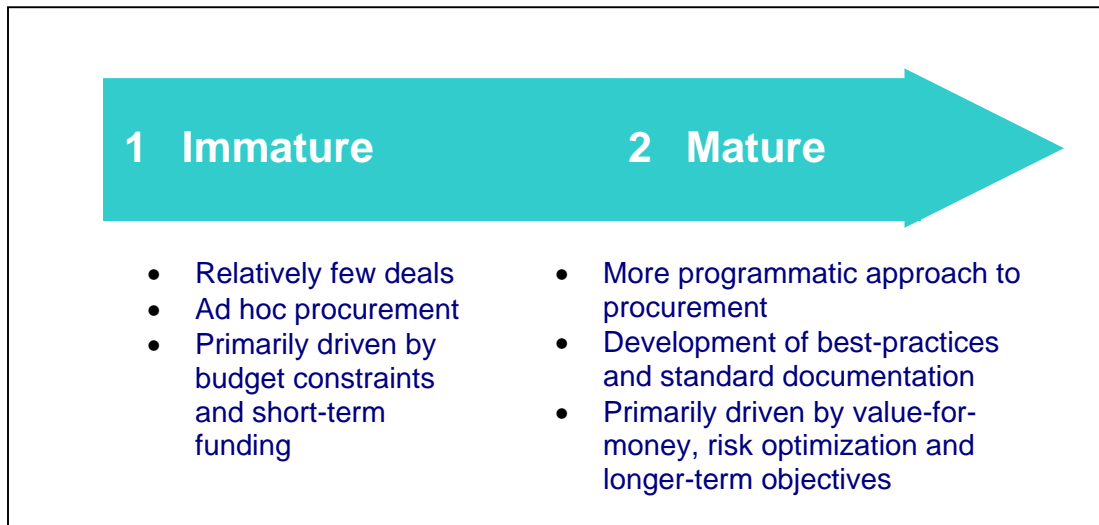 1 Immature
2 Mature
• Relatively few deals
• Ad hoc procurement
• Primarily driven by
budget constraints
and short-term
funding
• More programmatic approach to
procurement
• Development of best-practices
and standard documentation
• Primarily driven by value-for-
money, risk optimization and
longer-term objectives